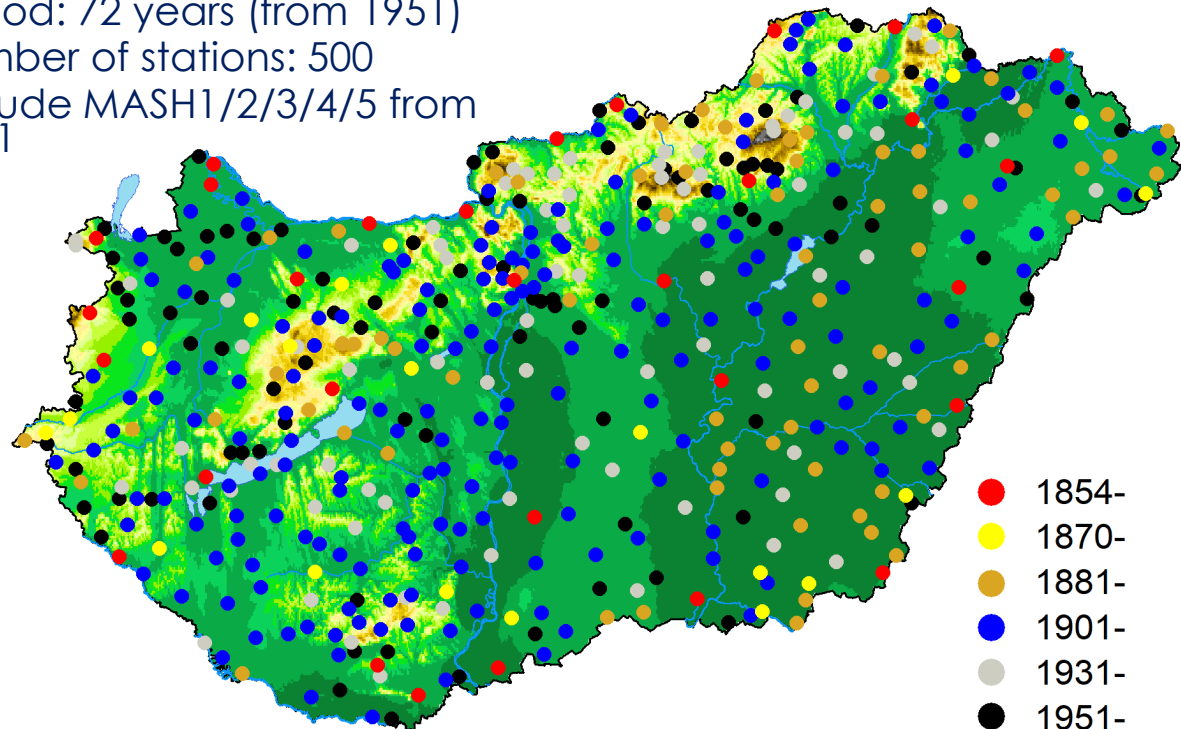 od: 72 years (from 1951)
mber of stations: 500
ude MASH1/2/3/4/5 from
1854-
1870-
1881-
1901-
1931-
1951-